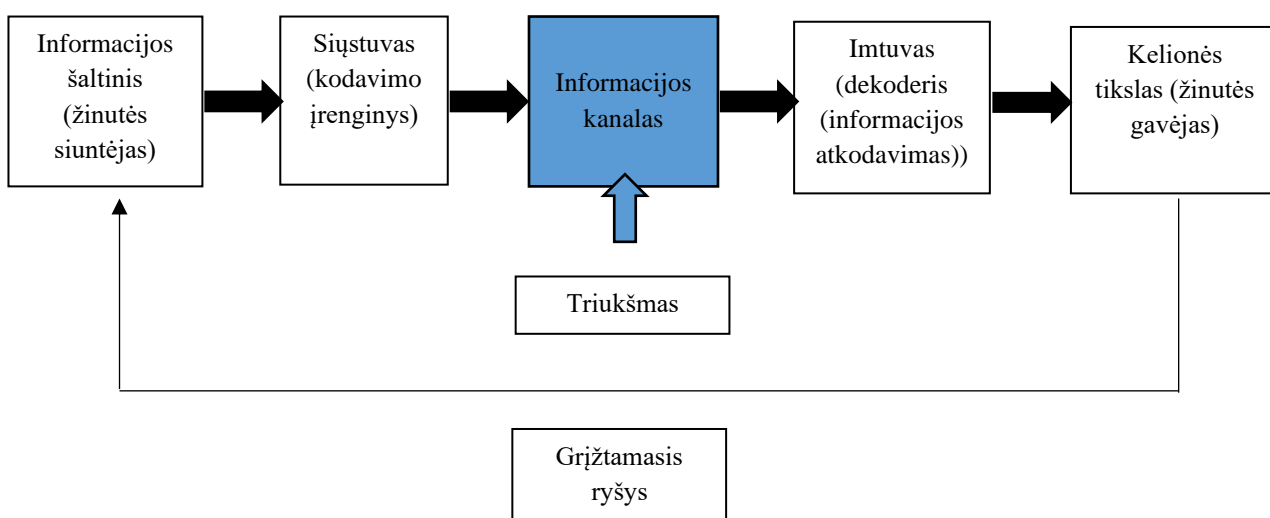 Informacijos
šaltinis
(žinutės
siuntėjas)
Siųstuvas
(kodavimo
įrenginys)
Informacijos
kanalas
Imtuvas
(dekoderis
(informacijos
atkodavimas))
Kelionės
tikslas (žinutės
gavėjas)
Triukšmas
Grįžtamasis
ryšys